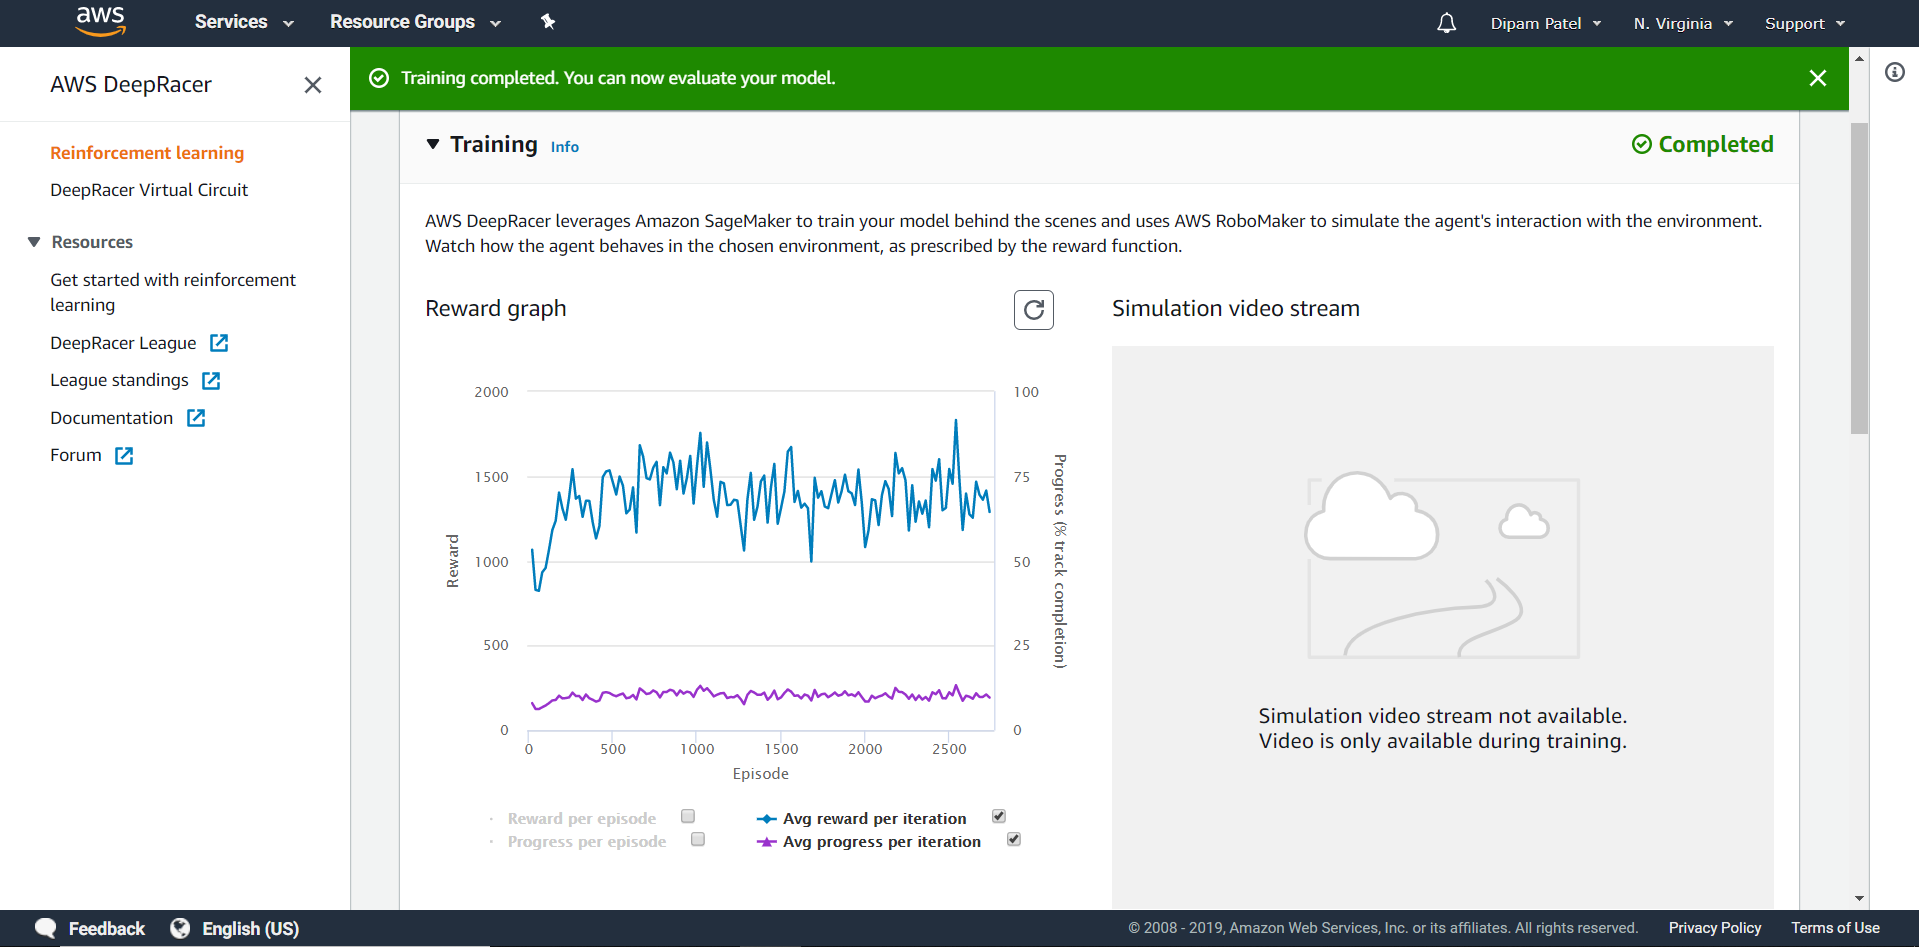 aws
Services
Resource Groups
Dipam Patel
N. Virginia
Support
AWS DeepRacer
Reinforcement learning
DeepRacer Virtual Circuit
Resources
Get started with reinforcement
learning
DeepRacer League
League standings
Documentation
Forum
Training completed. You can now evaluate your model.
Training Info
Completed
AWS DeepRacer leverages Amazon SageMaker to train your model behind the scenes and uses AWS RoboMaker to simulate the agent's interaction with the environment.
Watch how the agent behaves in the chosen environment, as prescribed by the reward function.
Reward graph
2000
1500
1000
500
0
Reward
100
75
50
25
0
Progress (% track completion)
0 500 1000 1500 2000 2500
Episode
Reward per episode
Avg reward per iteration
Progress per episode
Avg progress per iteration
Simulation video stream
Simulation video stream not available.
Video is only available during training.
Feedback
English (US)
© 2008 - 2019, Amazon Web Services, Inc. or its affiliates. All rights reserved.
Privacy Policy
Terms of Use